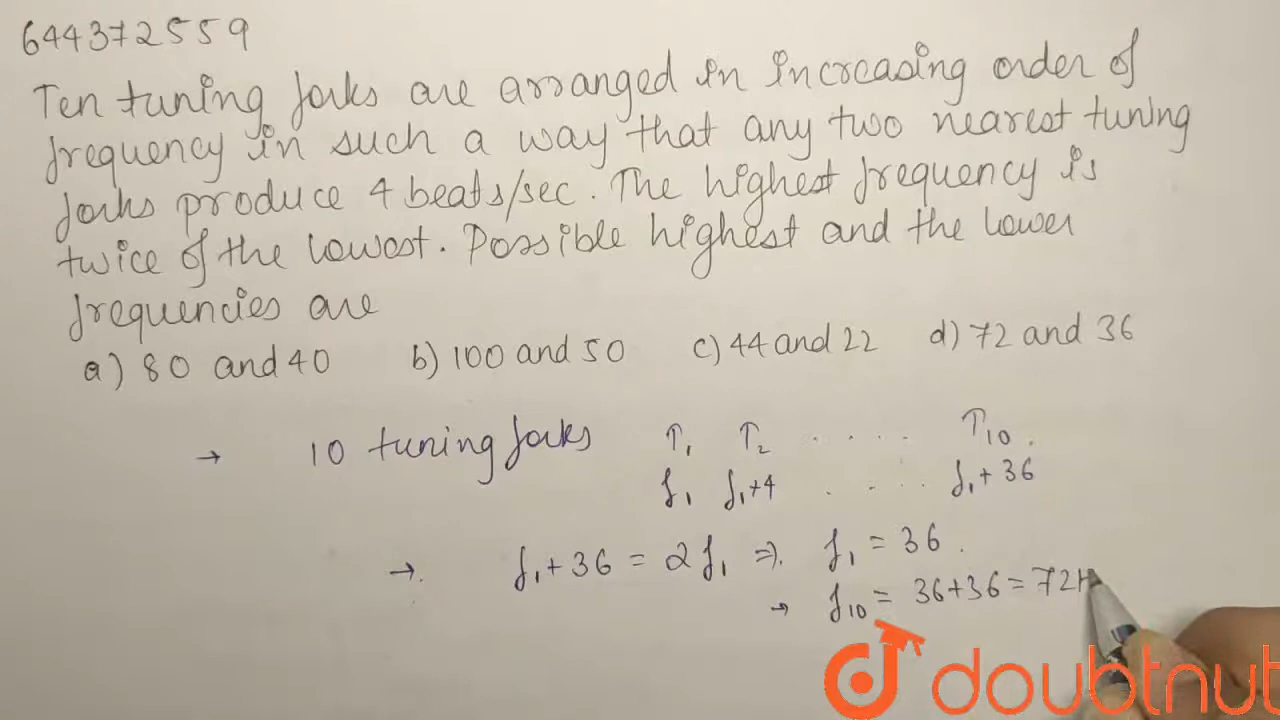 644372559
Ten tuning forks are arranged in increasing order of
frequency in such a way that any two nearest tuning
forks produce 4 beats/sec. The highest frequency is
twice of the lowest. Possible highest and the lower
frequencies are
a) 80 and 40 b) 100 and 50 c) 44 and 22 d) 72 and 36
→ 10 tuning forks T₁ T₂ ..... T₁₀.
f₁ f₁+4 ..... f₁+36
→. f₁+36 = 2f₁ ⇒. f₁ = 36.
→ f₁₀ = 36+36 = 72H
doubtnut